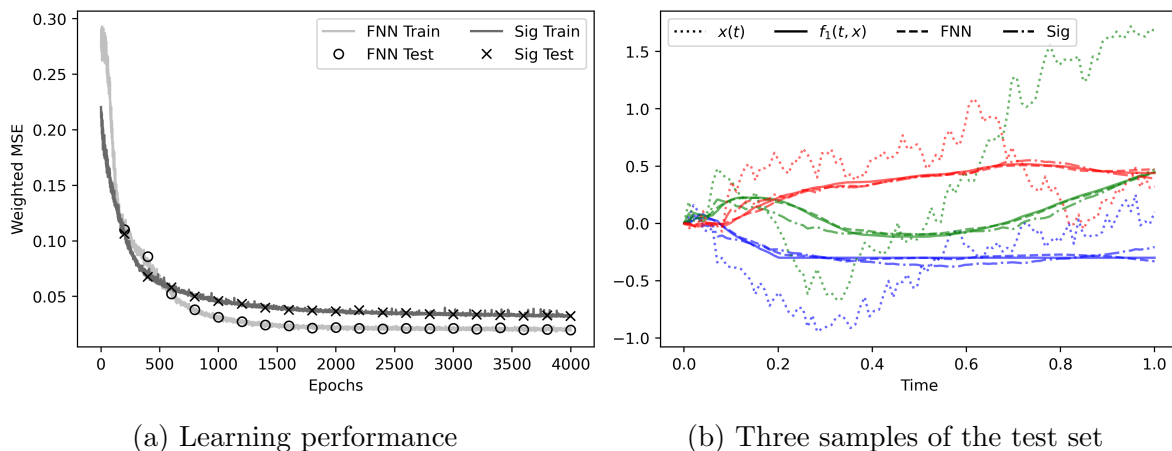 0.30
0.25
0.20
0.15
0.10
0.05
Weighted MSE
FNN Train
FNN Test
Sig Train
Sig Test
0 500 1000 1500 2000 2500 3000 3500 4000
Epochs
(a) Learning performance
1.5
1.0
0.5
0.0
−0.5
−1.0
x(t) f₁(t, x) FNN Sig
0.0 0.2 0.4 0.6 0.8 1.0
Time
(b) Three samples of the test set